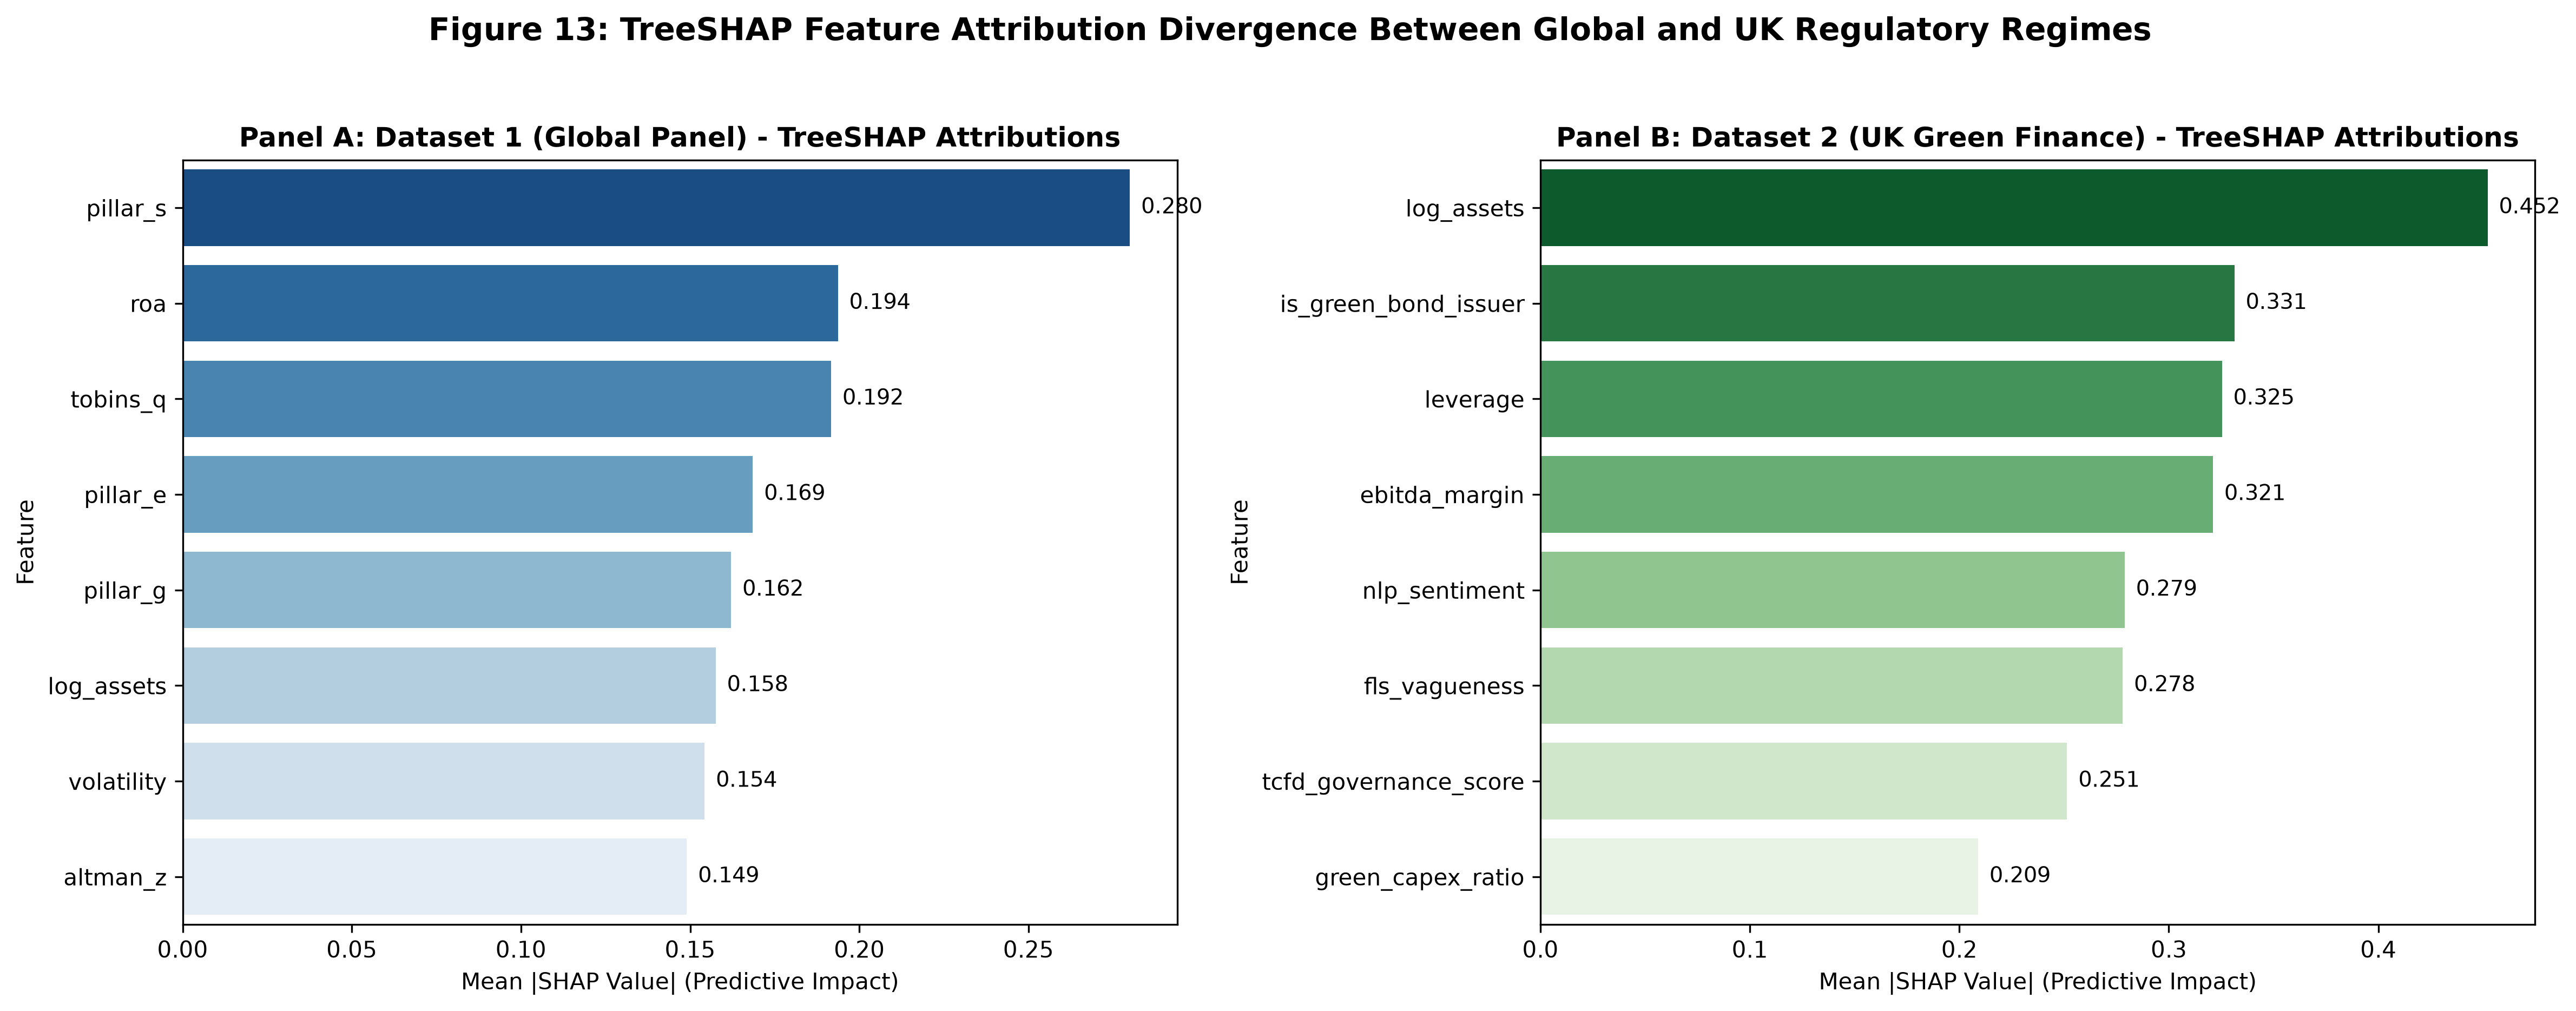 Figure 13: TreeSHAP Feature Attribution Divergence Between Global and UK Regulatory Regimes
Panel A: Dataset 1 (Global Panel) - TreeSHAP Attributions
Feature
pillar_s 0.280
roa 0.194
tobins_q 0.192
pillar_e 0.169
pillar_g 0.162
log_assets 0.158
volatility 0.154
altman_z 0.149
0.00 0.05 0.10 0.15 0.20 0.25
Mean |SHAP Value| (Predictive Impact)
Panel B: Dataset 2 (UK Green Finance) - TreeSHAP Attributions
Feature
log_assets 0.452
is_green_bond_issuer 0.331
leverage 0.325
ebitda_margin 0.321
nlp_sentiment 0.279
fls_vagueness 0.278
tcfd_governance_score 0.251
green_capex_ratio 0.209
0.0 0.1 0.2 0.3 0.4
Mean |SHAP Value| (Predictive Impact)